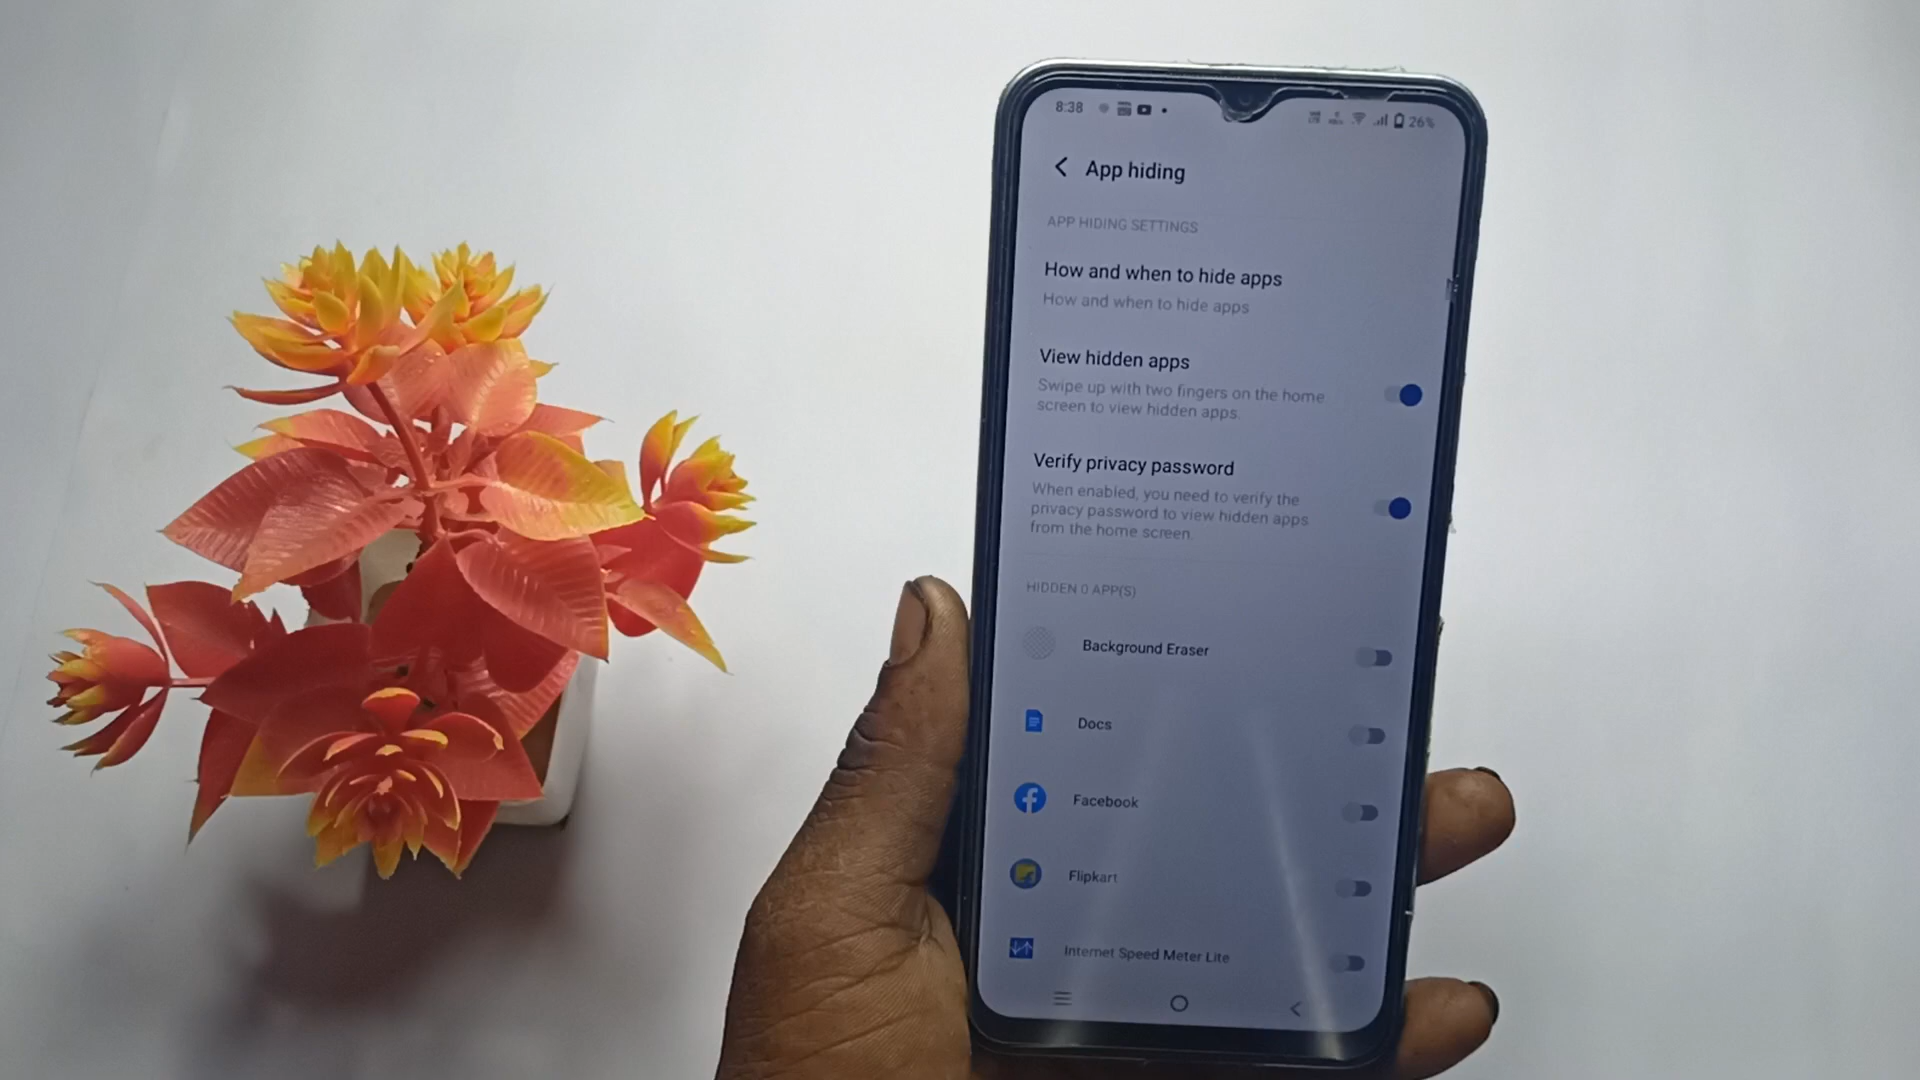 8:38
26%
App hiding
APP HIDING SETTINGS
How and when to hide apps
How and when to hide apps
View hidden apps
Swipe up with two fingers on the home
screen to view hidden apps.
Verify privacy password
When enabled, you need to verify the
privacy password to view hidden apps
from the home screen.
HIDDEN 0 APP(S)
Background Eraser
Docs
Facebook
Flipkart
Internet Speed Meter Lite